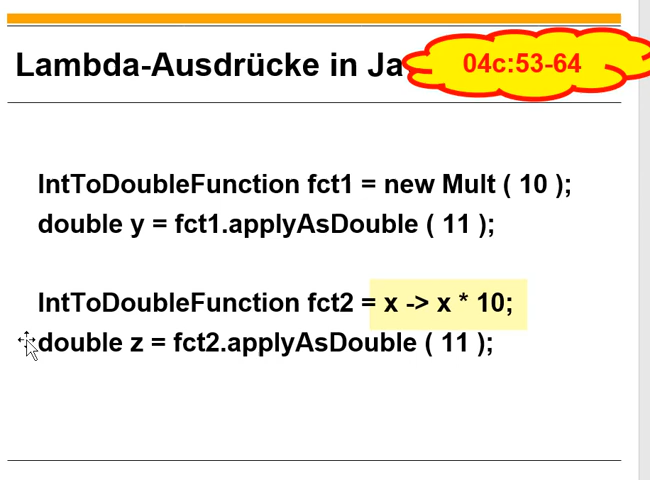 Lambda-Ausdrücke in Ja
04c:53-64
IntToDoubleFunction fct1 = new Mult ( 10 );
double y = fct1.applyAsDouble ( 11 );
IntToDoubleFunction fct2 = x -> x * 10;
double z = fct2.applyAsDouble ( 11 );